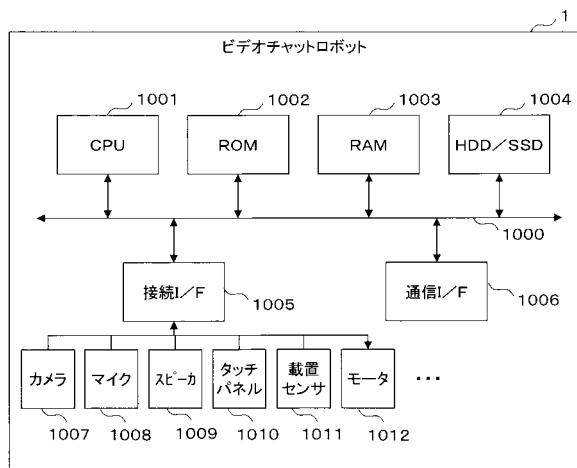 1
ビデオチャットロボット
1001
1002
1003
1004
CPU
ROM
RAM
HDD／SSD
1000
接続I／F
1005
通信I／F
1006
カメラ
マイク
スピーカ
タッチ
パネル
載置
センサ
モータ
・・・
1007
1008
1009
1010
1011
1012